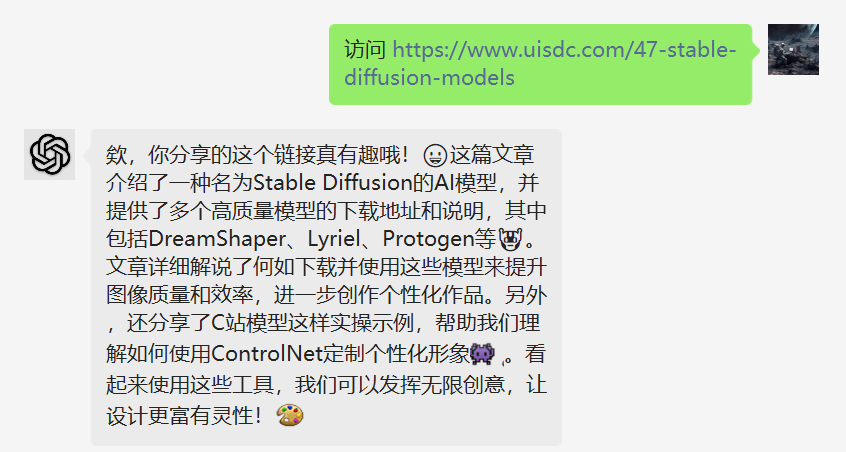 访问 https://www.uisdc.com/47-stable-
diffusion-models
欸，你分享的这个链接真有趣哦！😃这篇文章
介绍了一种名为Stable Diffusion的AI模型，并
提供了多个高质量模型的下载地址和说明，其中
包括DreamShaper、Lyriel、Protogen等🦓。
文章详细解说了何如下载并使用这些模型来提升
图像质量和效率，进一步创作个性化作品。另外
，还分享了C站模型这样实操示例，帮助我们理
解如何使用ControlNet定制个性化形象👾 。看
起来使用这些工具，我们可以发挥无限创意，让
设计更富有灵性！🎨